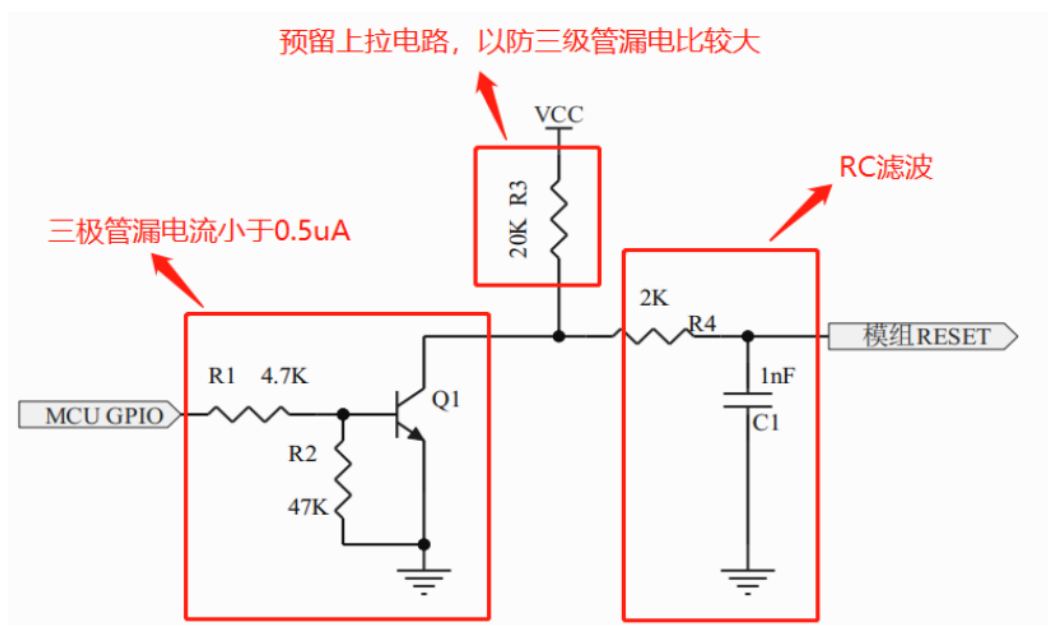 预留上拉电路，以防三级管漏电比较大
VCC
RC滤波
20K R3
三极管漏电流小于0.5uA
2K
R4
模组RESET
R1 4.7K
1nF
Q1
MCU GPIO
C1
R2
47K